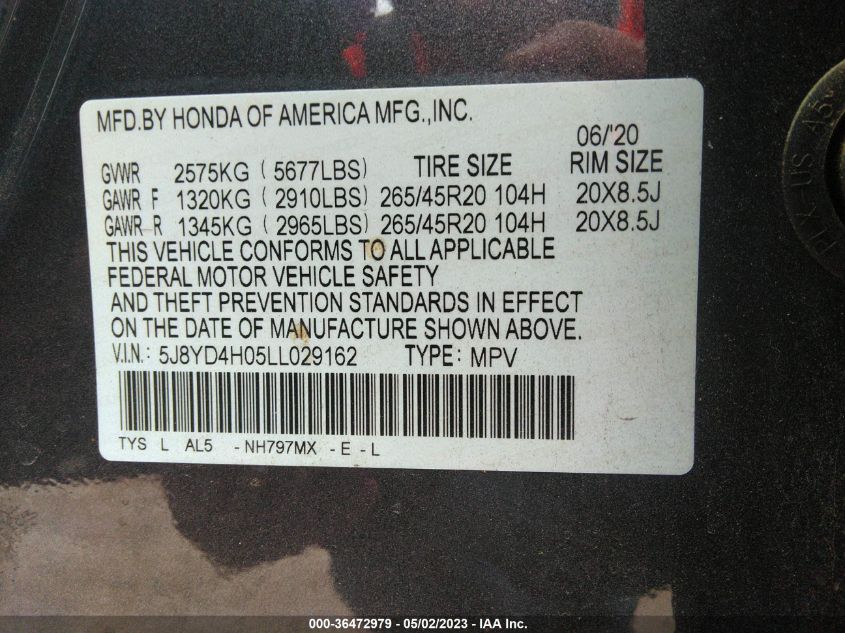 MFD.BY HONDA OF AMERICA MFG.,INC.
06/'20
GVWR 2575KG ( 5677LBS) TIRE SIZE RIM SIZE
GAWR F 1320KG ( 2910LBS) 265/45R20 104H 20X8.5J
GAWR R 1345KG ( 2965LBS) 265/45R20 104H 20X8.5J
THIS VEHICLE CONFORMS TO ALL APPLICABLE
FEDERAL MOTOR VEHICLE SAFETY
AND THEFT PREVENTION STANDARDS IN EFFECT
ON THE DATE OF MANUFACTURE SHOWN ABOVE.
V.I.N.: 5J8YD4H05LL029162 TYPE: MPV
TYS L AL5 -NH797MX -E-L
000-36472979 - 05/02/2023 - IAA Inc.